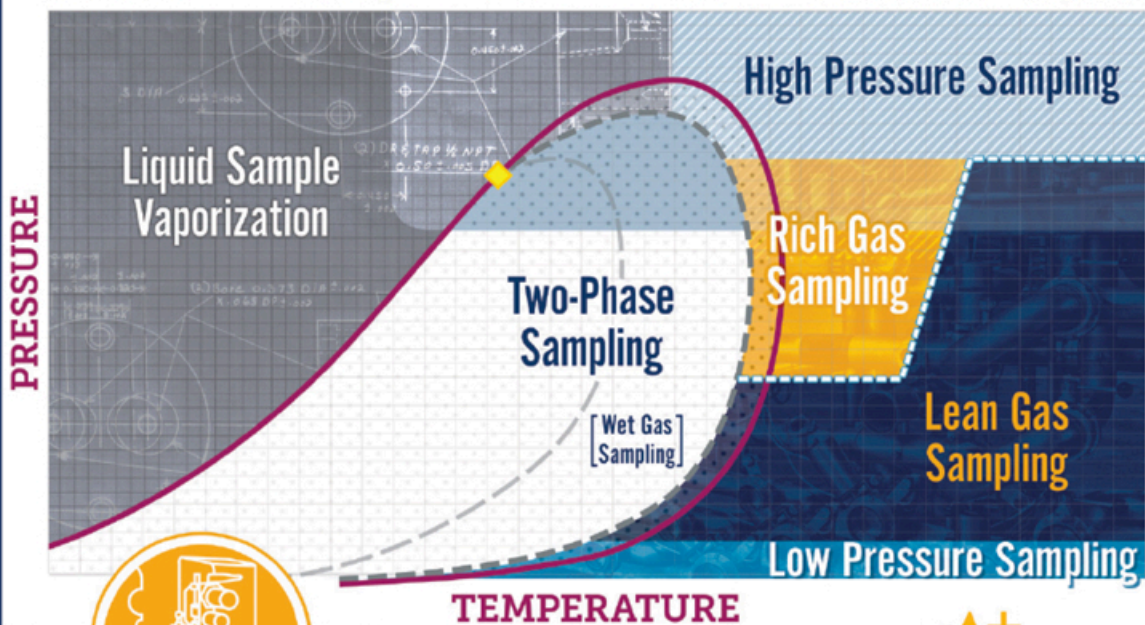 High Pressure Sampling
Liquid Sample
Vaporization
Rich Gas
Sampling
Two-Phase
Sampling
[Wet Gas
Sampling]
Lean Gas
Sampling
Low Pressure Sampling
PRESSURE
TEMPERATURE